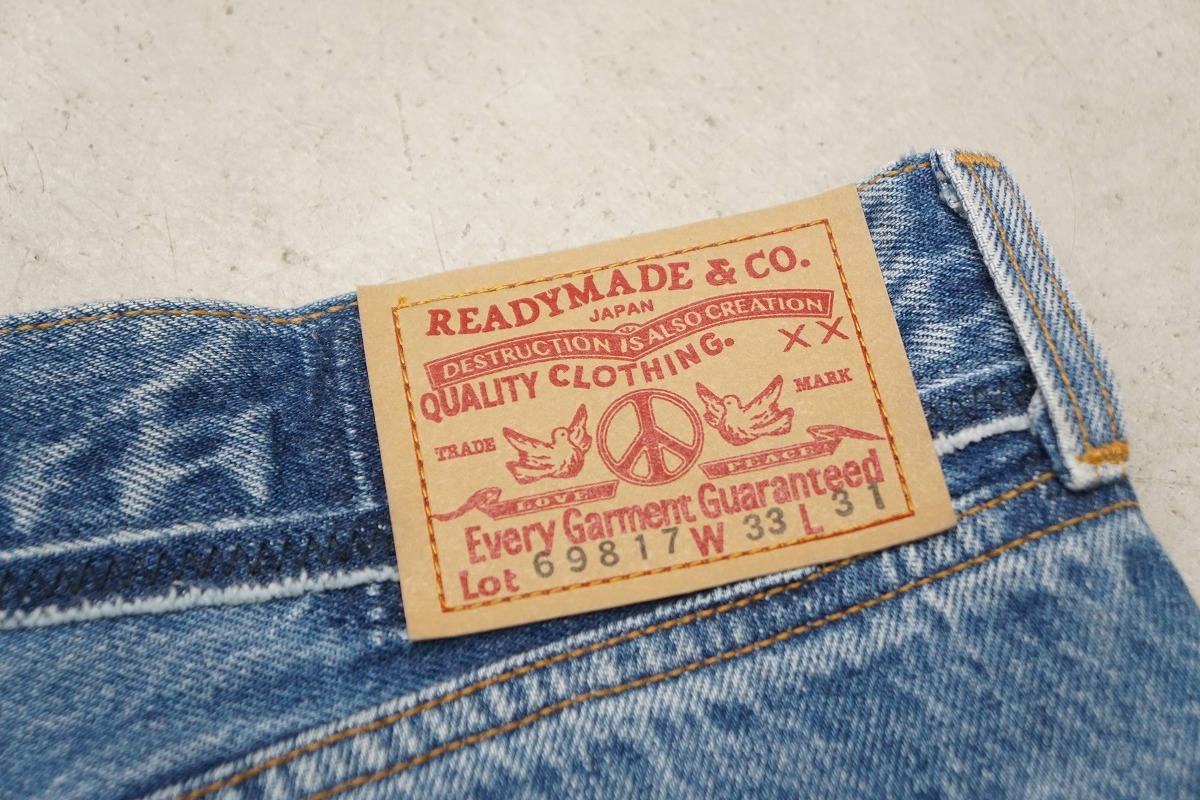 READYMADE & CO.
JAPAN
DESTRUCTION IS ALSO CREATION
QUALITY CLOTHING. XX
TRADE MARK
LOVE PEACE
Every Garment Guaranteed
Lot 69817 W 33 L 31